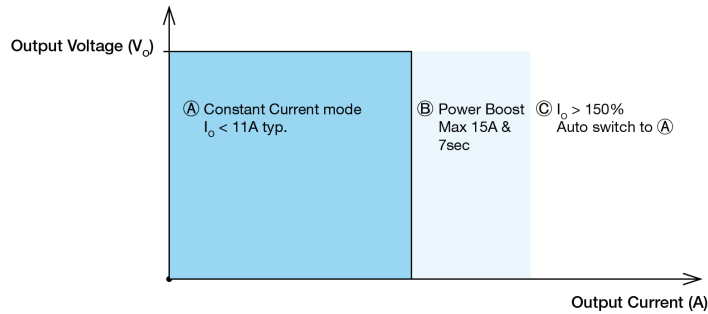 Output Voltage (Vo)
Ⓐ Constant Current mode
Io < 11A typ.
Ⓑ Power Boost
Max 15A &
7sec
Ⓒ Io > 150%
Auto switch to Ⓐ
Output Current (A)